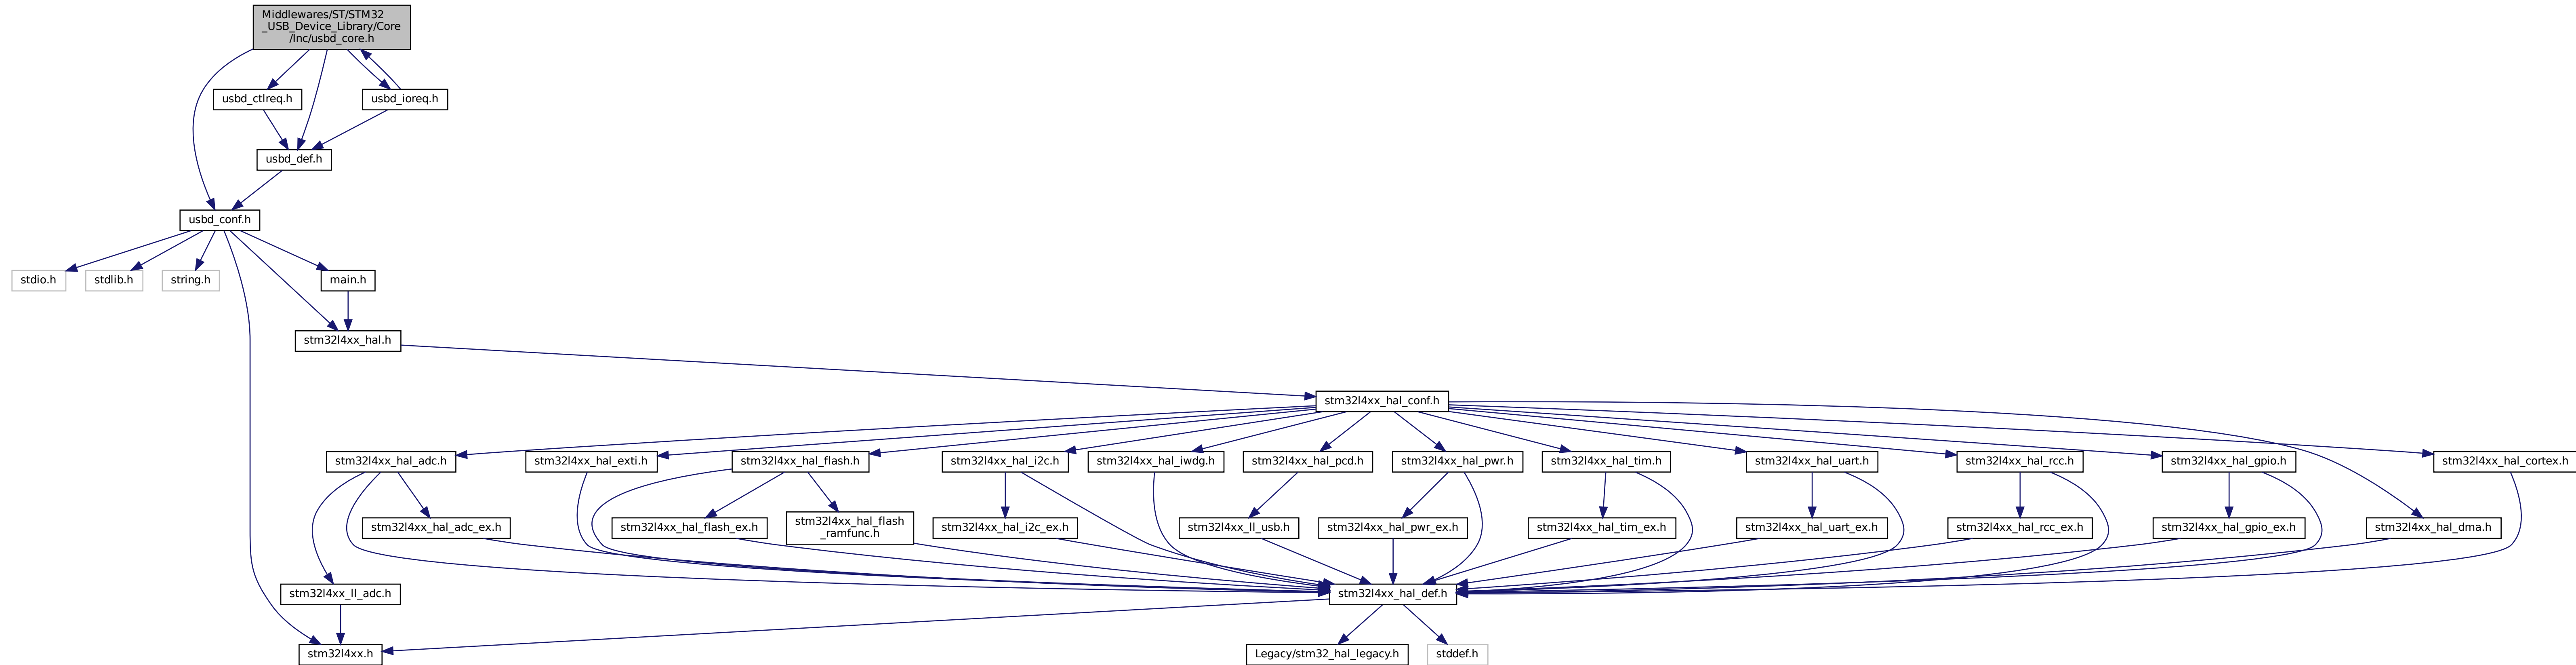 Middlewares/ST/STM32
_USB_Device_Library/Core
/Inc/usbd_core.h
usbd_ctlreq.h
usbd_ioreq.h
usbd_def.h
usbd_conf.h
stdio.h
stdlib.h
string.h
main.h
stm32l4xx_hal.h
stm32l4xx_hal_conf.h
stm32l4xx_hal_adc.h
stm32l4xx_hal_exti.h
stm32l4xx_hal_flash.h
stm32l4xx_hal_i2c.h
stm32l4xx_hal_iwdg.h
stm32l4xx_hal_pcd.h
stm32l4xx_hal_pwr.h
stm32l4xx_hal_tim.h
stm32l4xx_hal_uart.h
stm32l4xx_hal_rcc.h
stm32l4xx_hal_gpio.h
stm32l4xx_hal_cortex.h
stm32l4xx_hal_adc_ex.h
stm32l4xx_hal_flash_ex.h
stm32l4xx_hal_flash
_ramfunc.h
stm32l4xx_hal_i2c_ex.h
stm32l4xx_ll_usb.h
stm32l4xx_hal_pwr_ex.h
stm32l4xx_hal_tim_ex.h
stm32l4xx_hal_uart_ex.h
stm32l4xx_hal_rcc_ex.h
stm32l4xx_hal_gpio_ex.h
stm32l4xx_hal_dma.h
stm32l4xx_ll_adc.h
stm32l4xx_hal_def.h
stm32l4xx.h
Legacy/stm32_hal_legacy.h
stddef.h